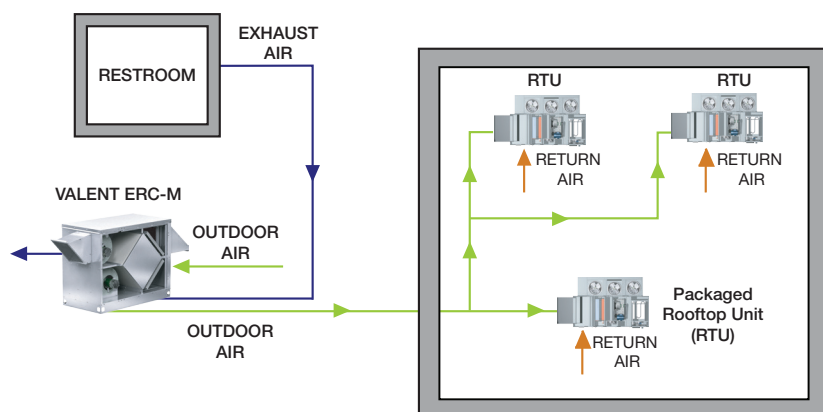 EXHAUST
AIR
RESTROOM
RTU
RTU
RETURN
AIR
RETURN
AIR
VALENT ERC-M
OUTDOOR
AIR
OUTDOOR
AIR
Packaged
Rooftop Unit
(RTU)
RETURN
AIR